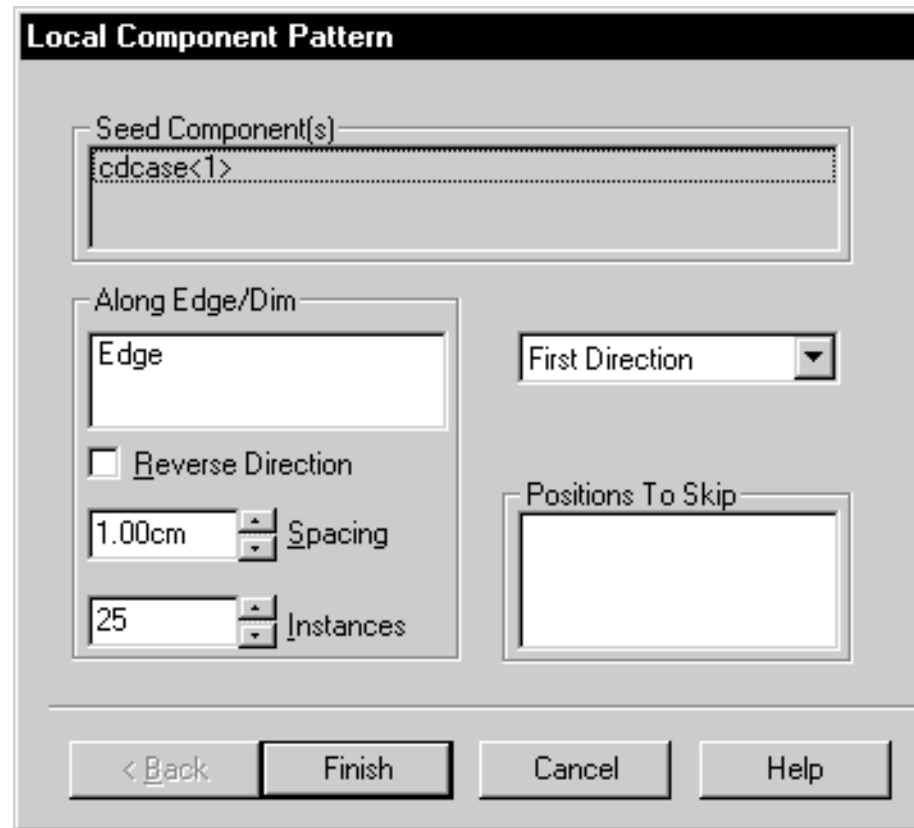 Local Component Pattern
Seed Component(s)
cdcase<1>
Along Edge/Dim
Edge
First Direction
Reverse Direction
Positions To Skip
1.00cm Spacing
25 Instances
< Back Finish Cancel Help